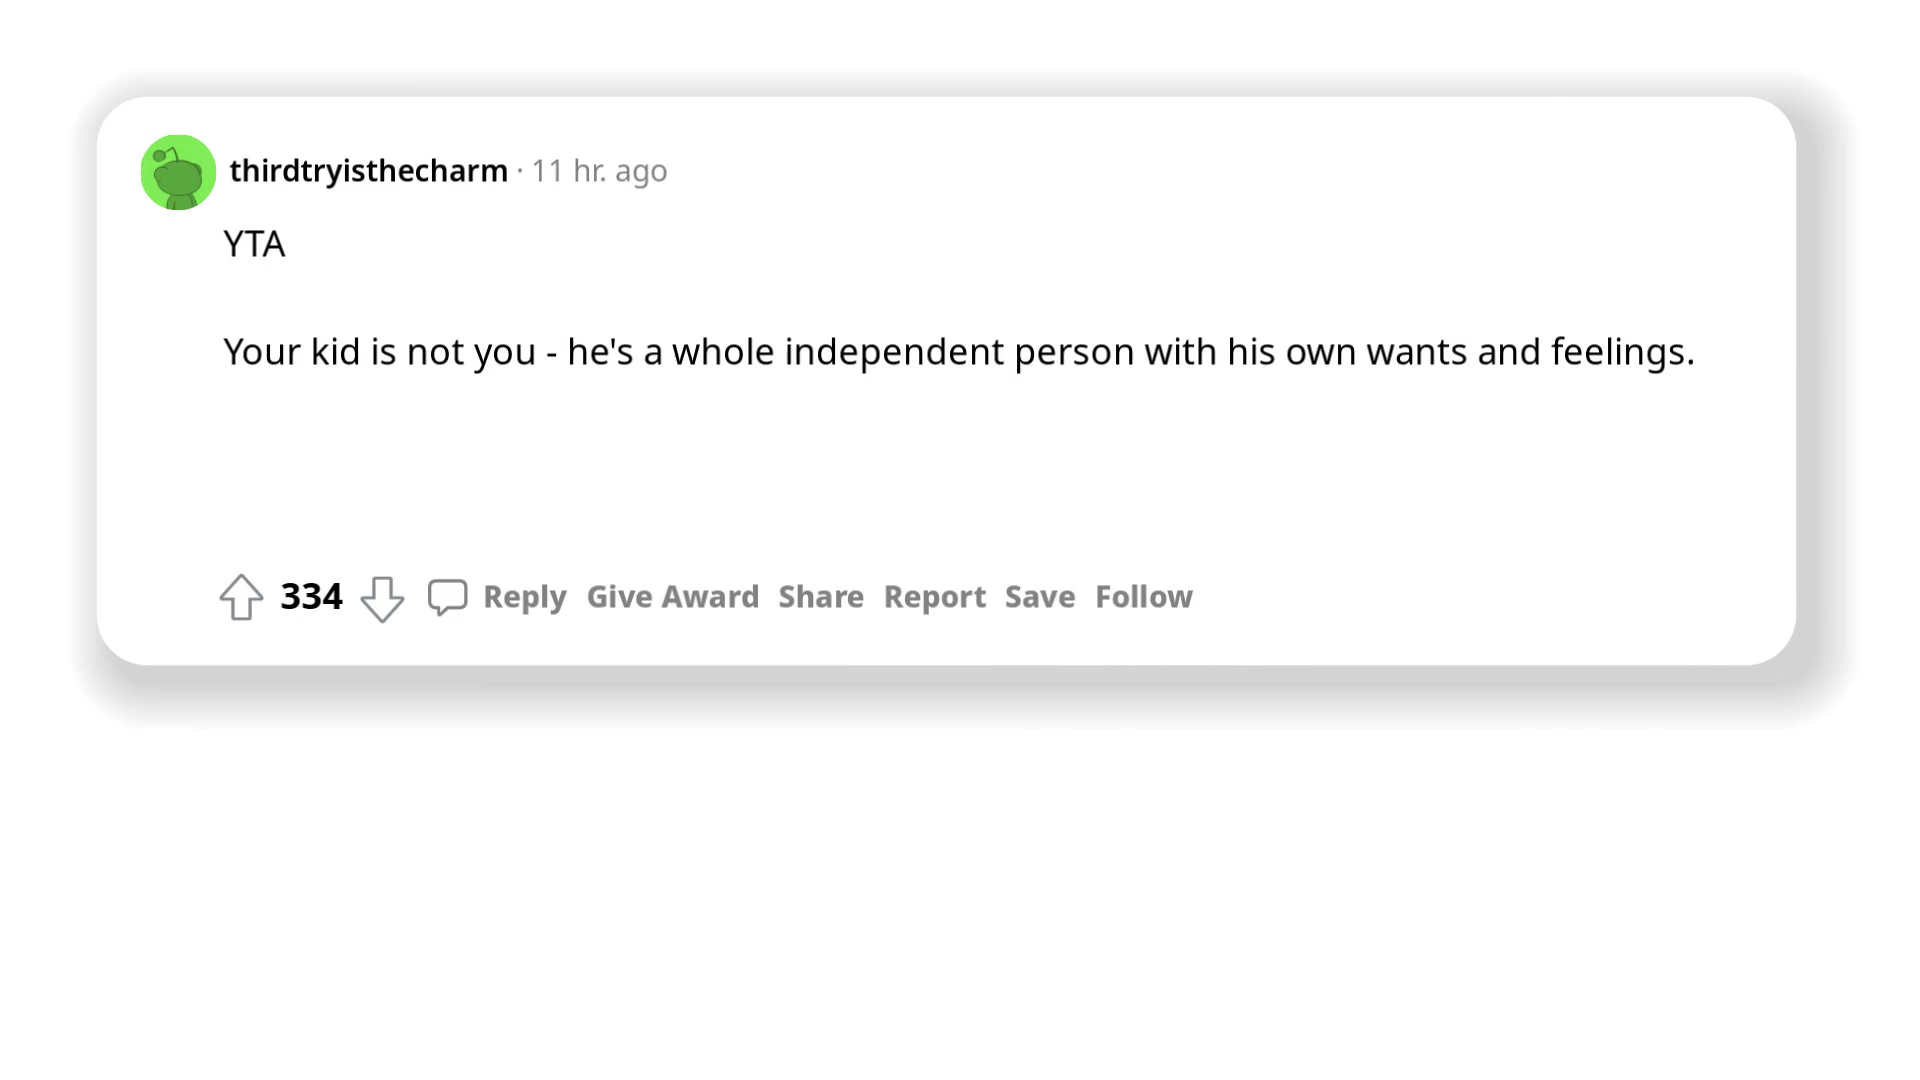 thirdtryisthecharm · 11 hr. ago
YTA
Your kid is not you - he's a whole independent person with his own wants and feelings.
334 Reply Give Award Share Report Save Follow